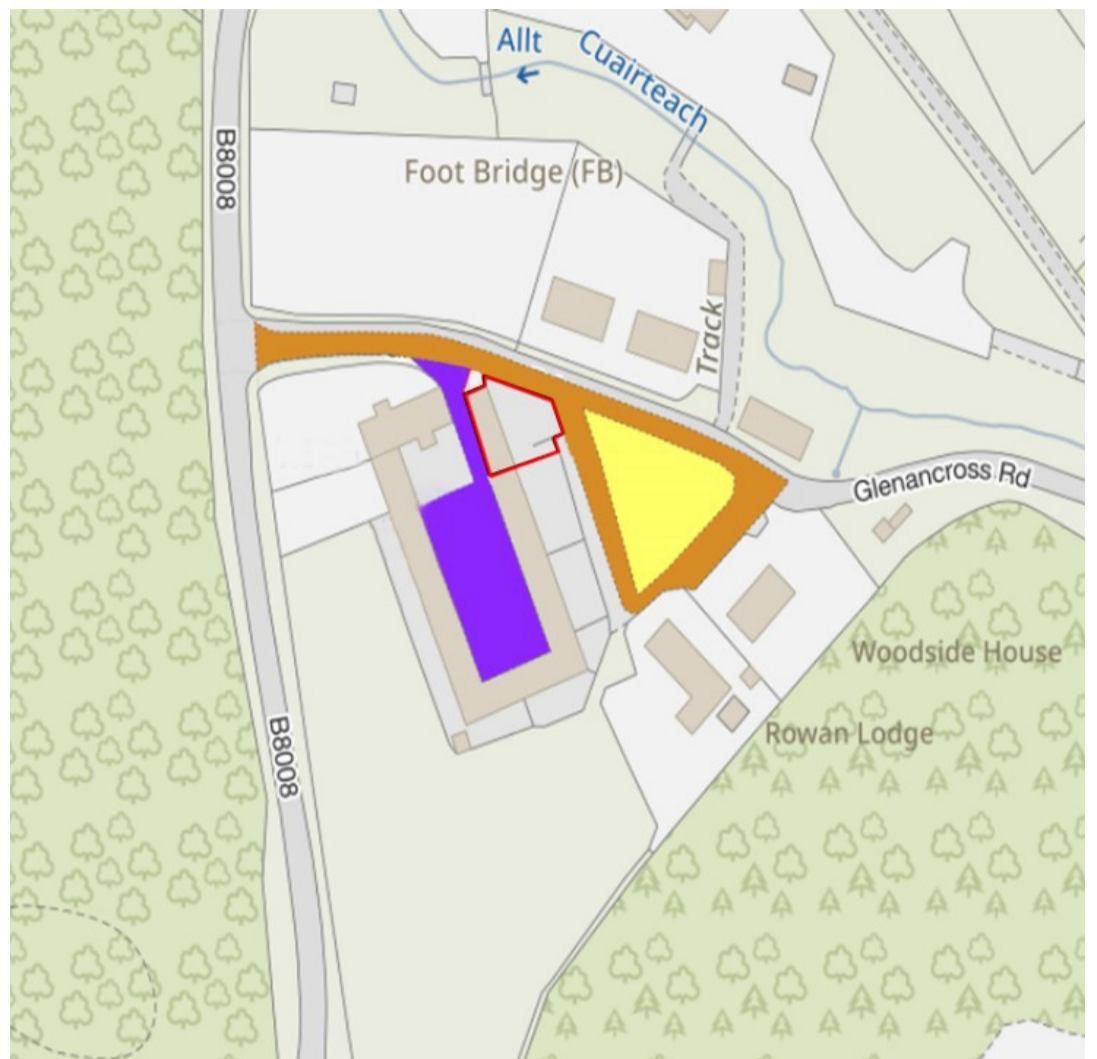 Allt
Cuairteach
B8008
Foot Bridge (FB)
Track
Glenancross Rd
Woodside House
B8008
Rowan Lodge